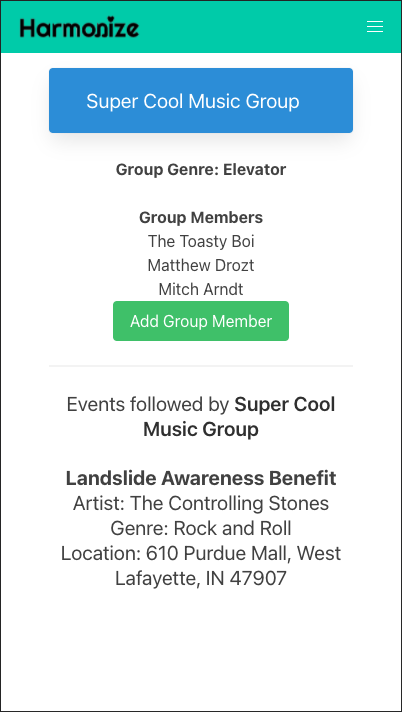 Harmonize
Super Cool Music Group
Group Genre: Elevator
Group Members
The Toasty Boi
Matthew Drozt
Mitch Arndt
Add Group Member
Events followed by Super Cool
Music Group
Landslide Awareness Benefit
Artist: The Controlling Stones
Genre: Rock and Roll
Location: 610 Purdue Mall, West
Lafayette, IN 47907